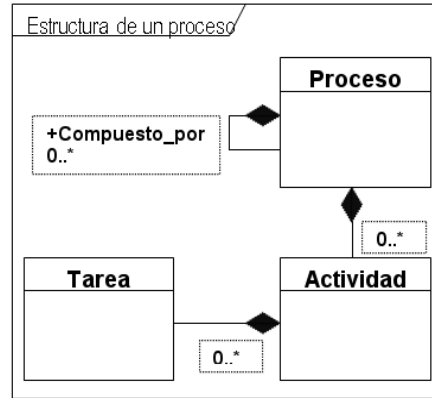 Estructura de un proceso
Proceso
+Compuesto_por
0..*
0..*
Tarea
Actividad
0..*